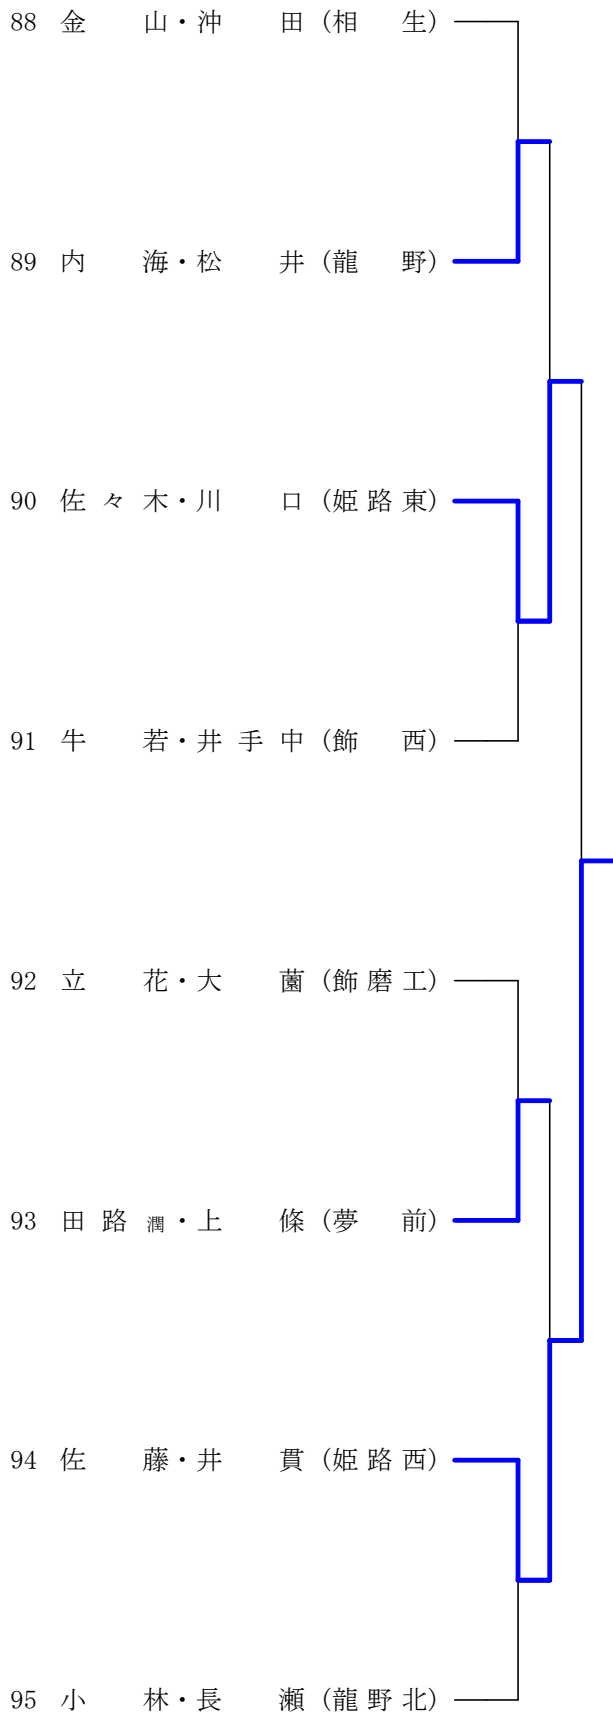 88 金山・沖田(相生)
89 内海・松井(龍野)
90 佐々木・川口(姫路東)
91 牛若・井手中(飾西)
92 立花・大薗(飾磨工)
93 田路潤・上條(夢前)
94 佐藤・井貫(姫路西)
95 小林・長瀬(龍野北)